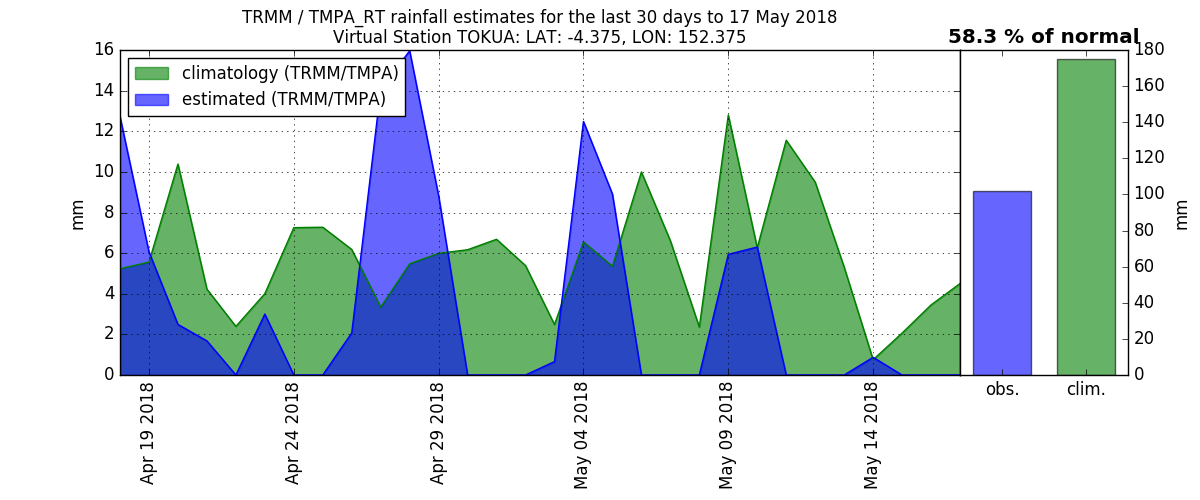 TRMM / TMPA_RT rainfall estimates for the last 30 days to 17 May 2018
Virtual Station TOKUA: LAT: -4.375, LON: 152.375
58.3 % of normal
climatology (TRMM/TMPA)
estimated (TRMM/TMPA)
16
14
12
10
8
6
4
2
0
mm
Apr 19 2018
Apr 24 2018
Apr 29 2018
May 04 2018
May 09 2018
May 14 2018
180
160
140
120
100
80
60
40
20
0
mm
obs.
clim.